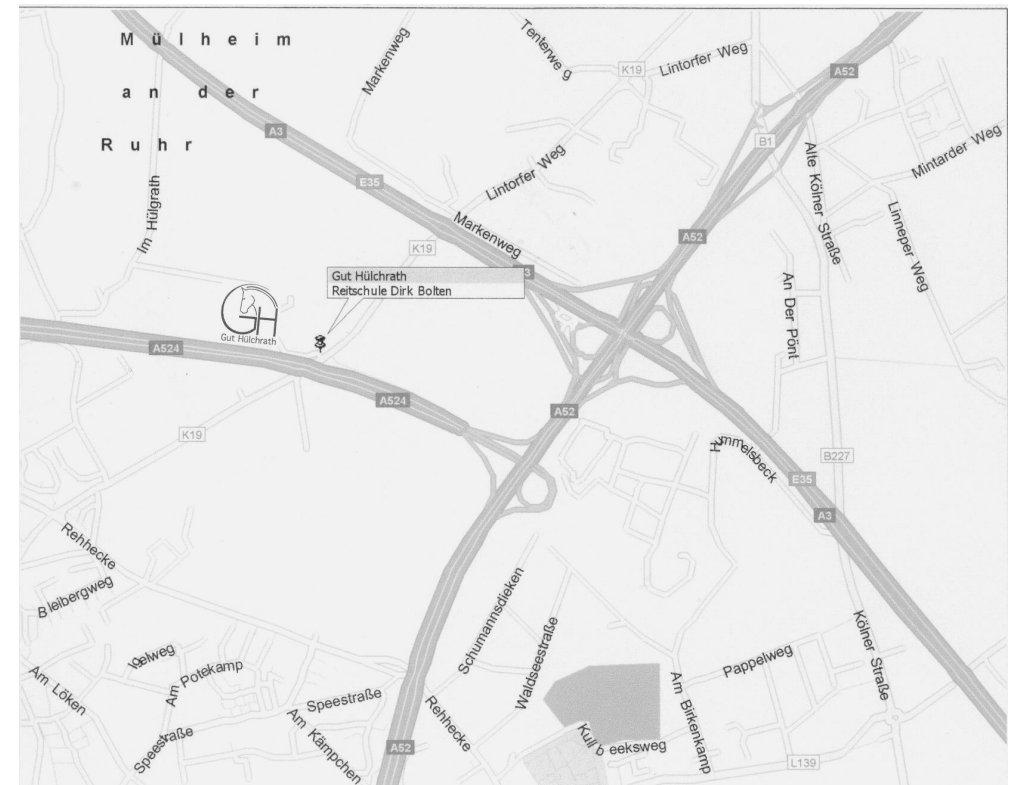 Mülheim
an der
Ruhr
Markenweg
Tenterweg
K19
Lintorfer Weg
A52
A3
B1
Alte Kölner Straße
Mintarder Weg
E35
Lintorfer Weg
Im Hülgrath
Markenweg
K19
A52
Linneper Weg
3
Gut Hülchrath
Reitschule Dirk Bolten
GH
Gut Hülchrath
An Der Pönt
A524
A524
A52
K19
Hummelsbeck
B227
E35
A3
Rehhecke
Bleibergweg
Schumannsdieken
Waldseestraße
Kölner Straße
Igelweg
Am Potekamp
Pappelweg
Am Löken
Am Birkenkamp
Speestraße
Rehhecke
Am Kämpchen
Speestraße
A52
L139